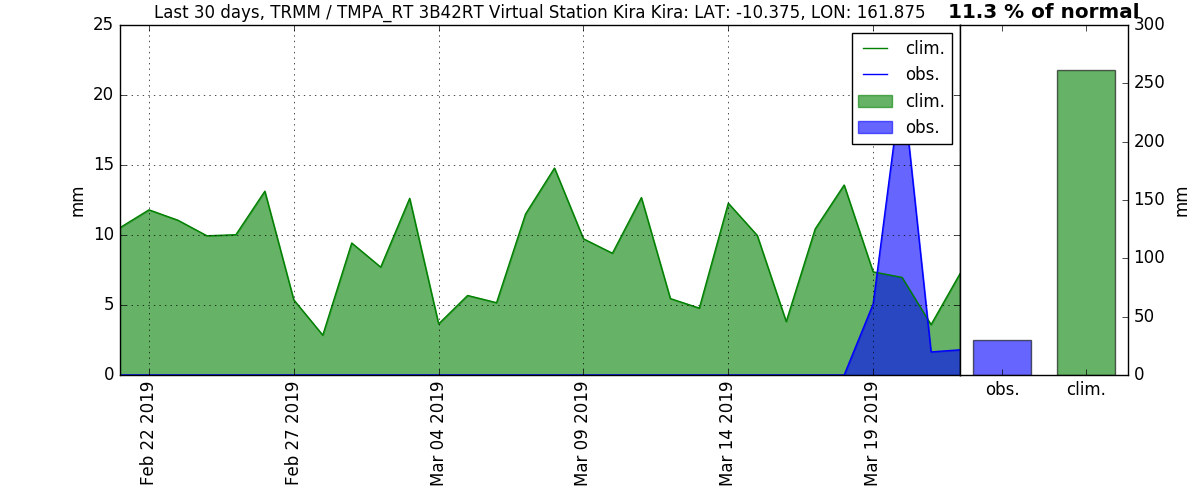 Last 30 days, TRMM / TMPA_RT 3B42RT Virtual Station Kira Kira: LAT: -10.375, LON: 161.875
11.3 % of normal
25
20
15
10
5
0
mm
clim.
obs.
clim.
obs.
Feb 22 2019
Feb 27 2019
Mar 04 2019
Mar 09 2019
Mar 14 2019
Mar 19 2019
300
250
200
150
100
50
0
mm
obs.
clim.